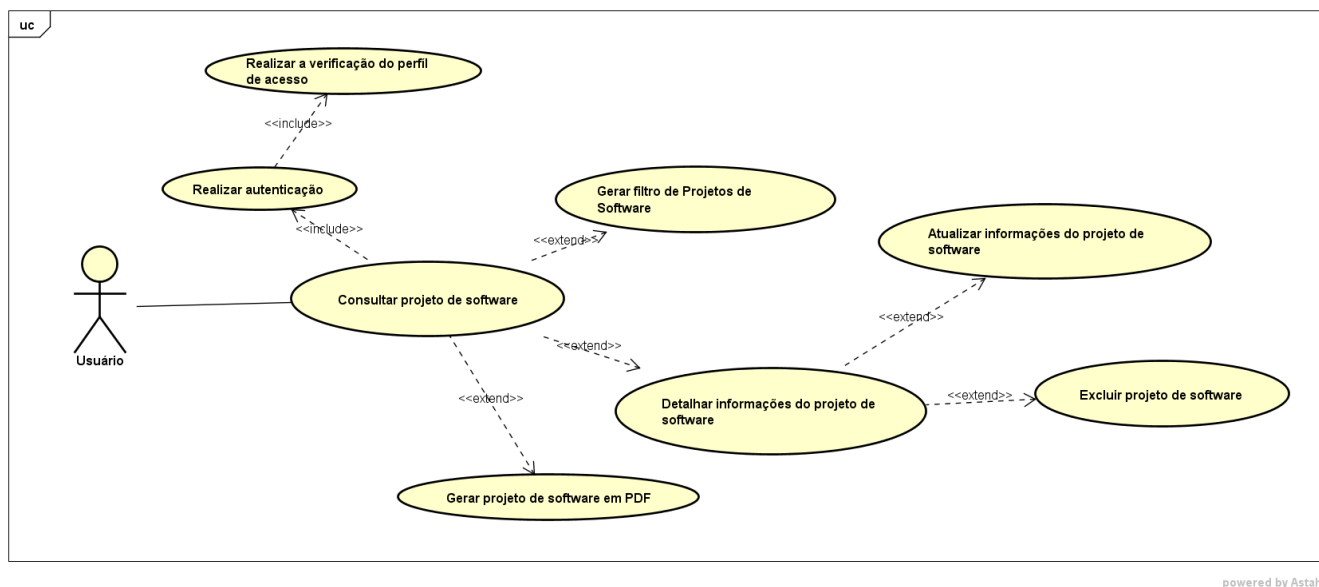 uc
Realizar a verificação do perfil
de acesso
<<include>>
Realizar autenticação
<<include>>
Gerar filtro de Projetos de
Software
<<extend>>
Atualizar informações do projeto de
software
Consultar projeto de software
<<extend>>
<<extend>>
Usuário
<<extend>>
Detalhar informações do projeto de
software
<<extend>>
Excluir projeto de software
Gerar projeto de software em PDF
powered by Astah